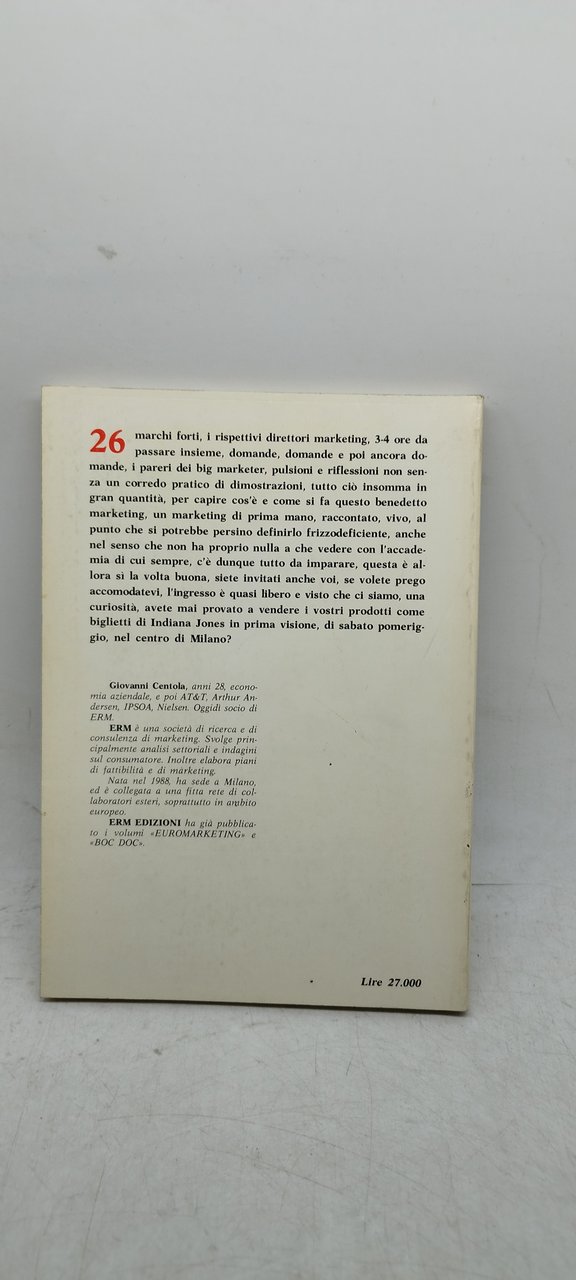 26 marchi forti, i rispettivi direttori marketing, 3-4 ore da
passare insieme, domande, domande e poi ancora do-
mande, i pareri dei big marketer, pulsioni e riflessioni non sen-
za un corredo pratico di dimostrazioni, tutto ciò insomma in
gran quantità, per capire cos'è e come si fa questo benedetto
marketing, un marketing di prima mano, raccontato, vivo, al
punto che si potrebbe persino definirlo frizzodeficiente, anche
nel senso che non ha proprio nulla a che vedere con l'accade-
mia di cui sempre, c'è dunque tutto da imparare, questa è al-
lora sì la volta buona, siete invitati anche voi, se volete prego
accomodatevi, l'ingresso è quasi libero e visto che ci siamo, una
curiosità, avete mai provato a vendere i vostri prodotti come
biglietti di Indiana Jones in prima visione, di sabato pomerig-
gio, nel centro di Milano?
Giovanni Centola, anni 28, econo-
mia aziendale, e poi AT&T, Arthur An-
dersen, IPSOA, Nielsen. Oggidì socio di
ERM.
ERM è una società di ricerca e di
consulenza di marketing. Svolge prin-
cipalmente analisi settoriali e indagini
sul consumatore. Inoltre elabora piani
di fattibilità e di marketing.
Nata nel 1988, ha sede a Milano,
ed è collegata a una fitta rete di col-
laboratori esteri, soprattutto in ambito
europeo.
ERM EDIZIONI ha già pubblica-
to i volumi «EUROMARKETING» e
«BOC DOC».
Lire 27.000